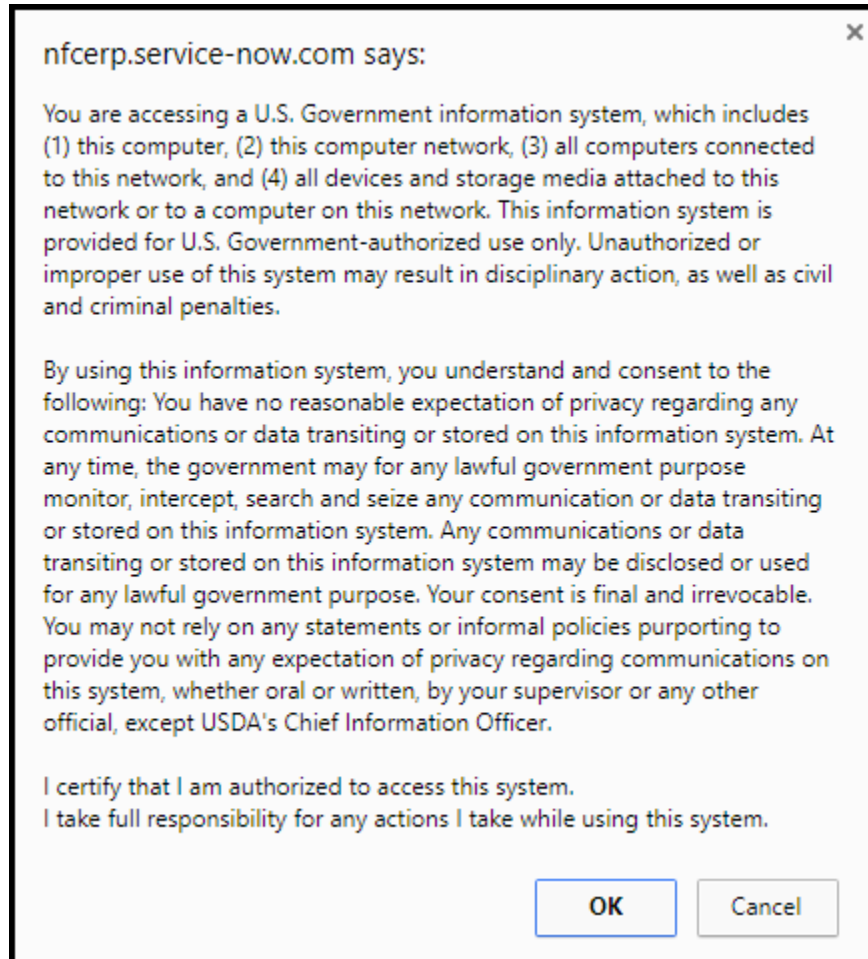 nfcerp.service-now.com says:
You are accessing a U.S. Government information system, which includes
(1) this computer, (2) this computer network, (3) all computers connected
to this network, and (4) all devices and storage media attached to this
network or to a computer on this network. This information system is
provided for U.S. Government-authorized use only. Unauthorized or
improper use of this system may result in disciplinary action, as well as civil
and criminal penalties.
By using this information system, you understand and consent to the
following: You have no reasonable expectation of privacy regarding any
communications or data transiting or stored on this information system. At
any time, the government may for any lawful government purpose
monitor, intercept, search and seize any communication or data transiting
or stored on this information system. Any communications or data
transiting or stored on this information system may be disclosed or used
for any lawful government purpose. Your consent is final and irrevocable.
You may not rely on any statements or informal policies purporting to
provide you with any expectation of privacy regarding communications on
this system, whether oral or written, by your supervisor or any other
official, except USDA's Chief Information Officer.
I certify that I am authorized to access this system.
I take full responsibility for any actions I take while using this system.
OK Cancel